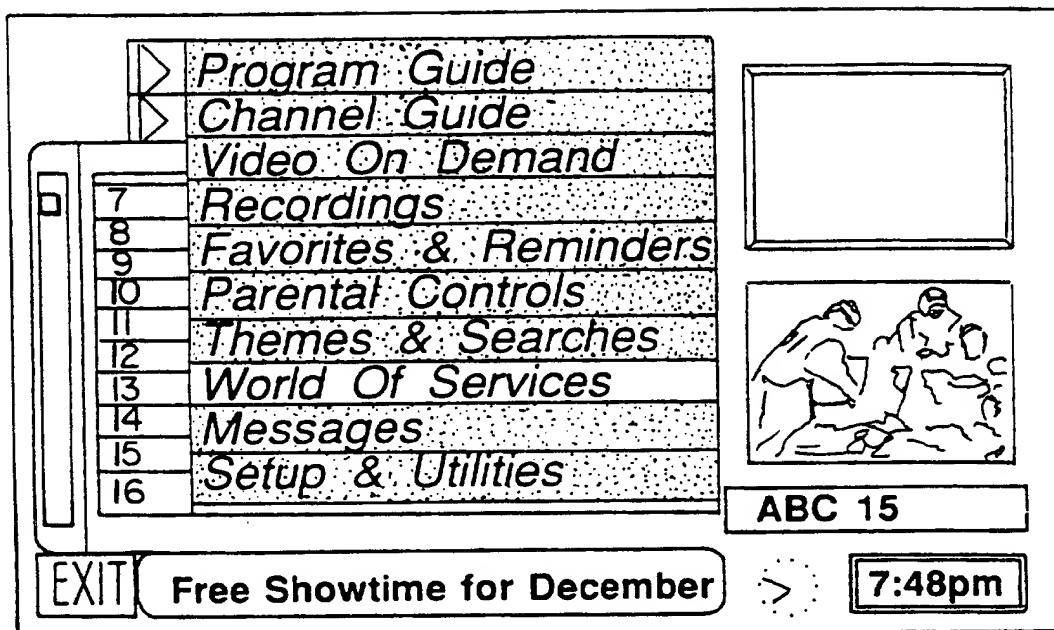 Program Guide
Channel Guide
Video On Demand
7 Recordings
8
9 Favorites & Reminders
10 Parental Controls
11
12 Themes & Searches
13 World Of Services
14 Messages
15
16 Setup & Utilities
ABC 15
EXIT Free Showtime for December 7:48pm